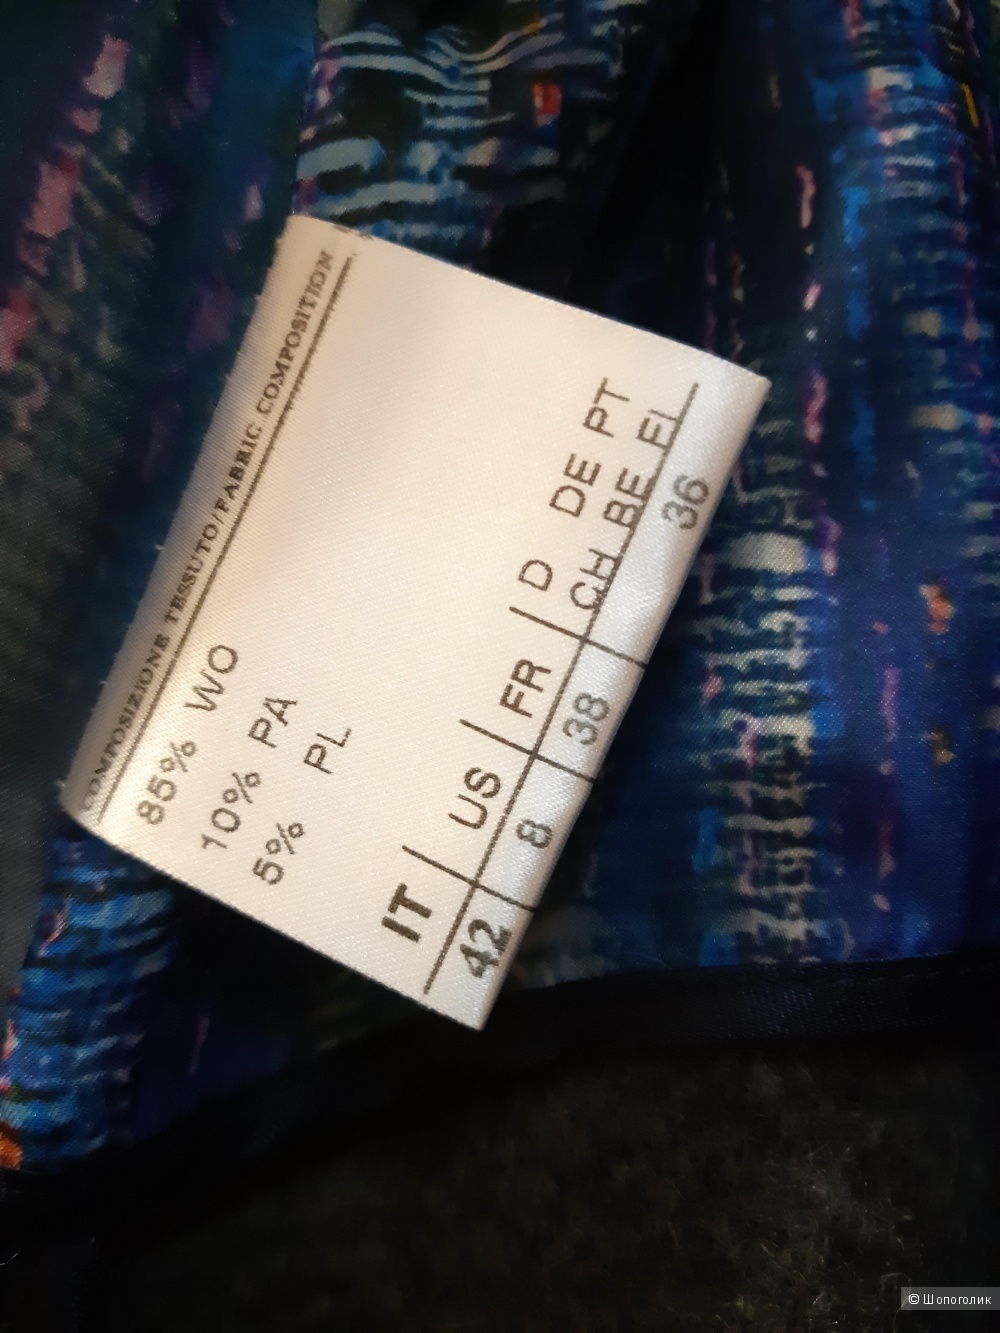 COMPOSIZIONE TESSUTO/FABRIC COMPOSITION
85% WO
10% PA
5% PL
IT US FR D DE PT
CH BE FI
42 8 38 36
© Шопоголик